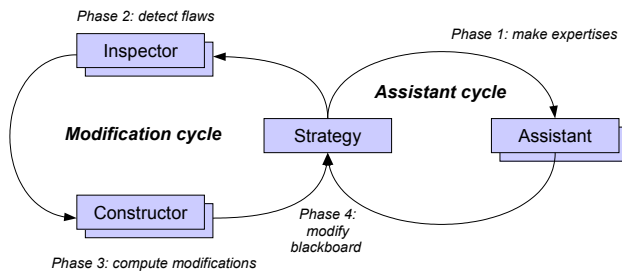 Phase 2: detect flaws
Phase 1: make expertises
Inspector
Assistant cycle
Modification cycle
Strategy
Assistant
Constructor
Phase 4:
modify
blackboard
Phase 3: compute modifications